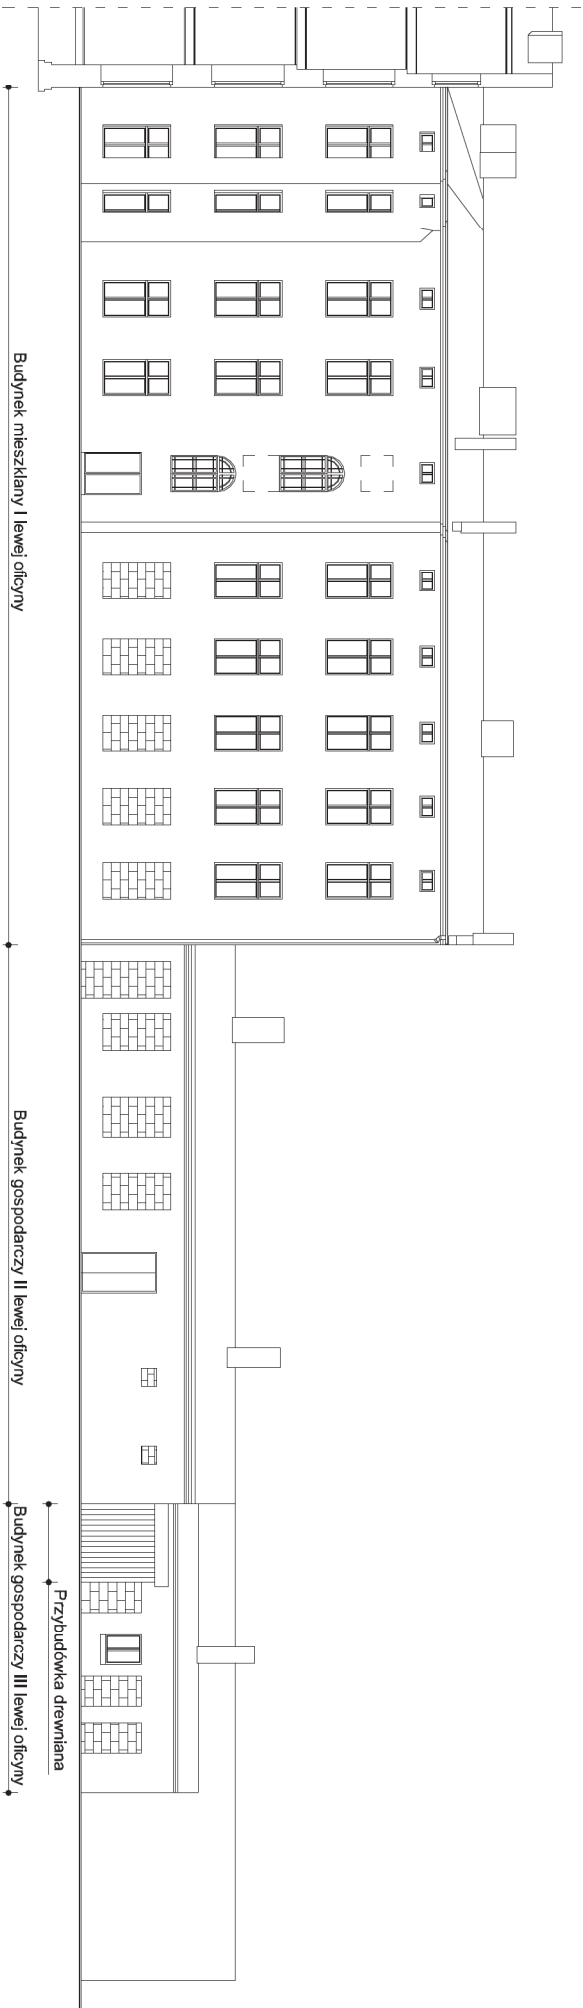 Budynek mieszklany I lewej oficyny
Budynek gospodarczy II lewej oficyny
Budynek gospodarczy III lewej oficyny
Przybudówka drewniana